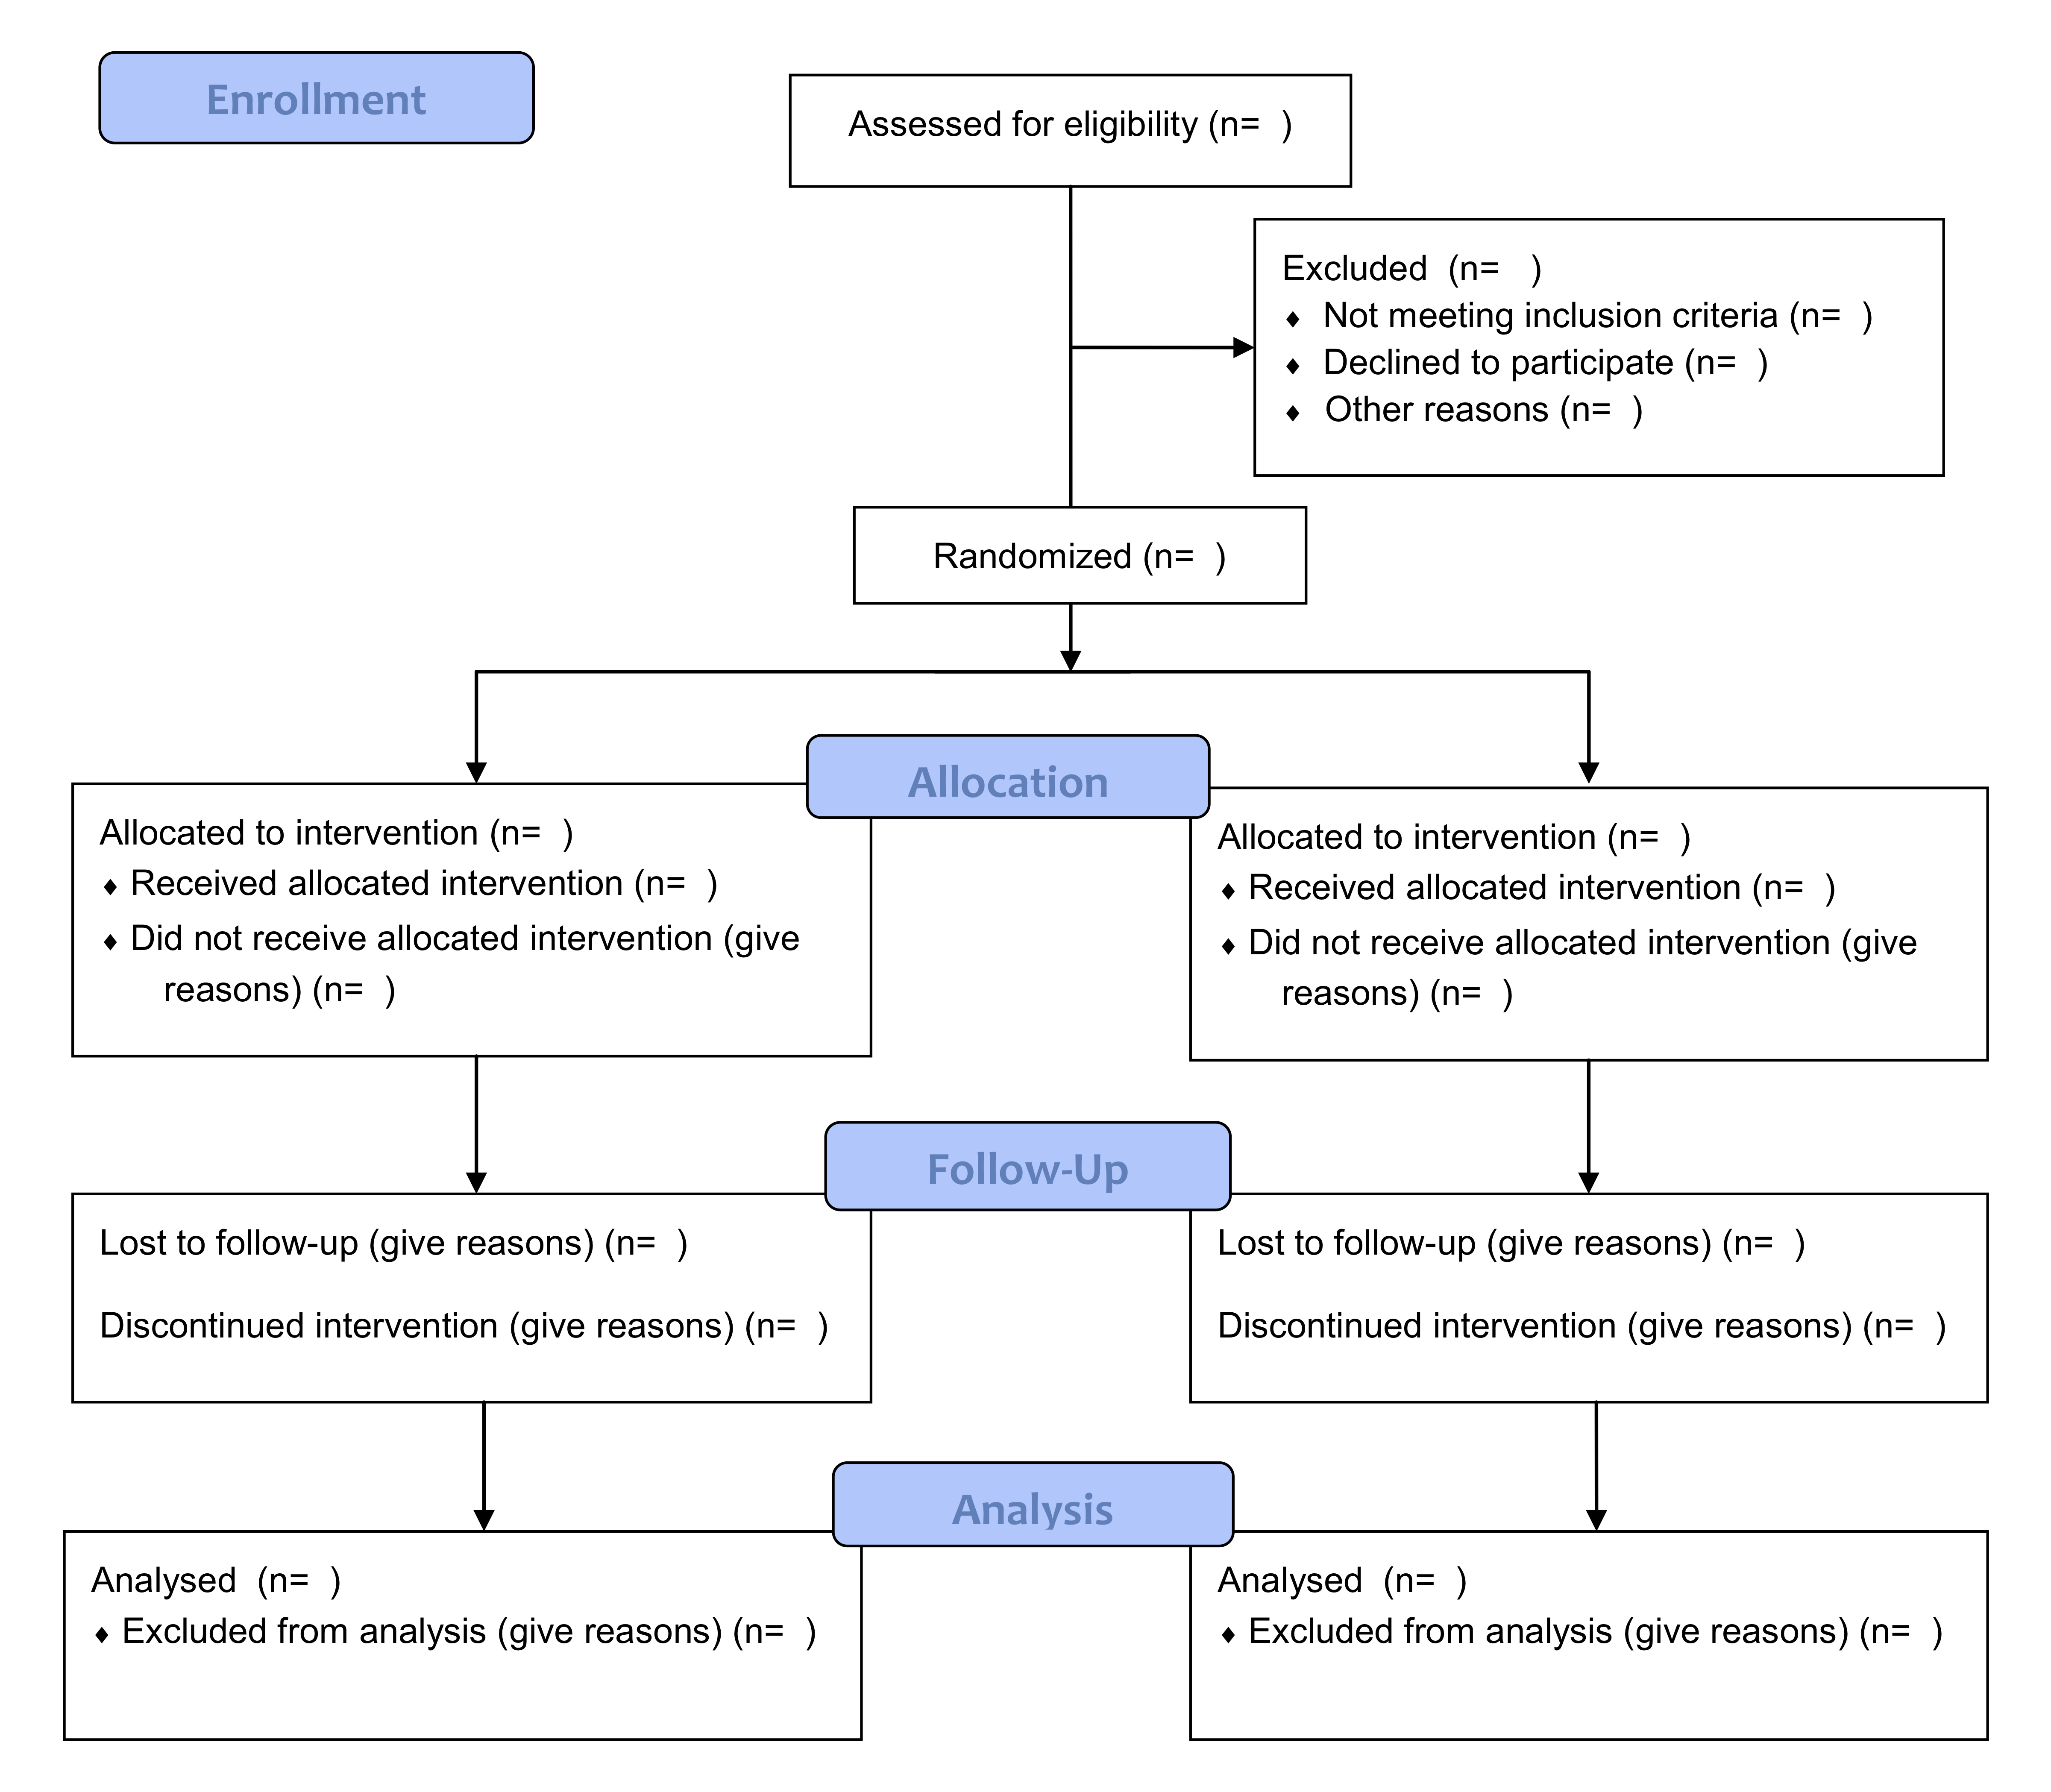 Enrollment
Assessed for eligibility (n=  )
Excluded  (n=   )
♦ Not meeting inclusion criteria (n=  )
♦ Declined to participate (n=  )
♦ Other reasons (n=  )
Randomized (n=  )
Allocation
Allocated to intervention (n=  )
♦ Received allocated intervention (n=  )
♦ Did not receive allocated intervention (give
reasons) (n=  )
Allocated to intervention (n=  )
♦ Received allocated intervention (n=  )
♦ Did not receive allocated intervention (give
reasons) (n=  )
Follow-Up
Lost to follow-up (give reasons) (n=  )
Discontinued intervention (give reasons) (n=  )
Lost to follow-up (give reasons) (n=  )
Discontinued intervention (give reasons) (n=  )
Analysis
Analysed  (n=  )
♦ Excluded from analysis (give reasons) (n=  )
Analysed  (n=  )
♦ Excluded from analysis (give reasons) (n=  )